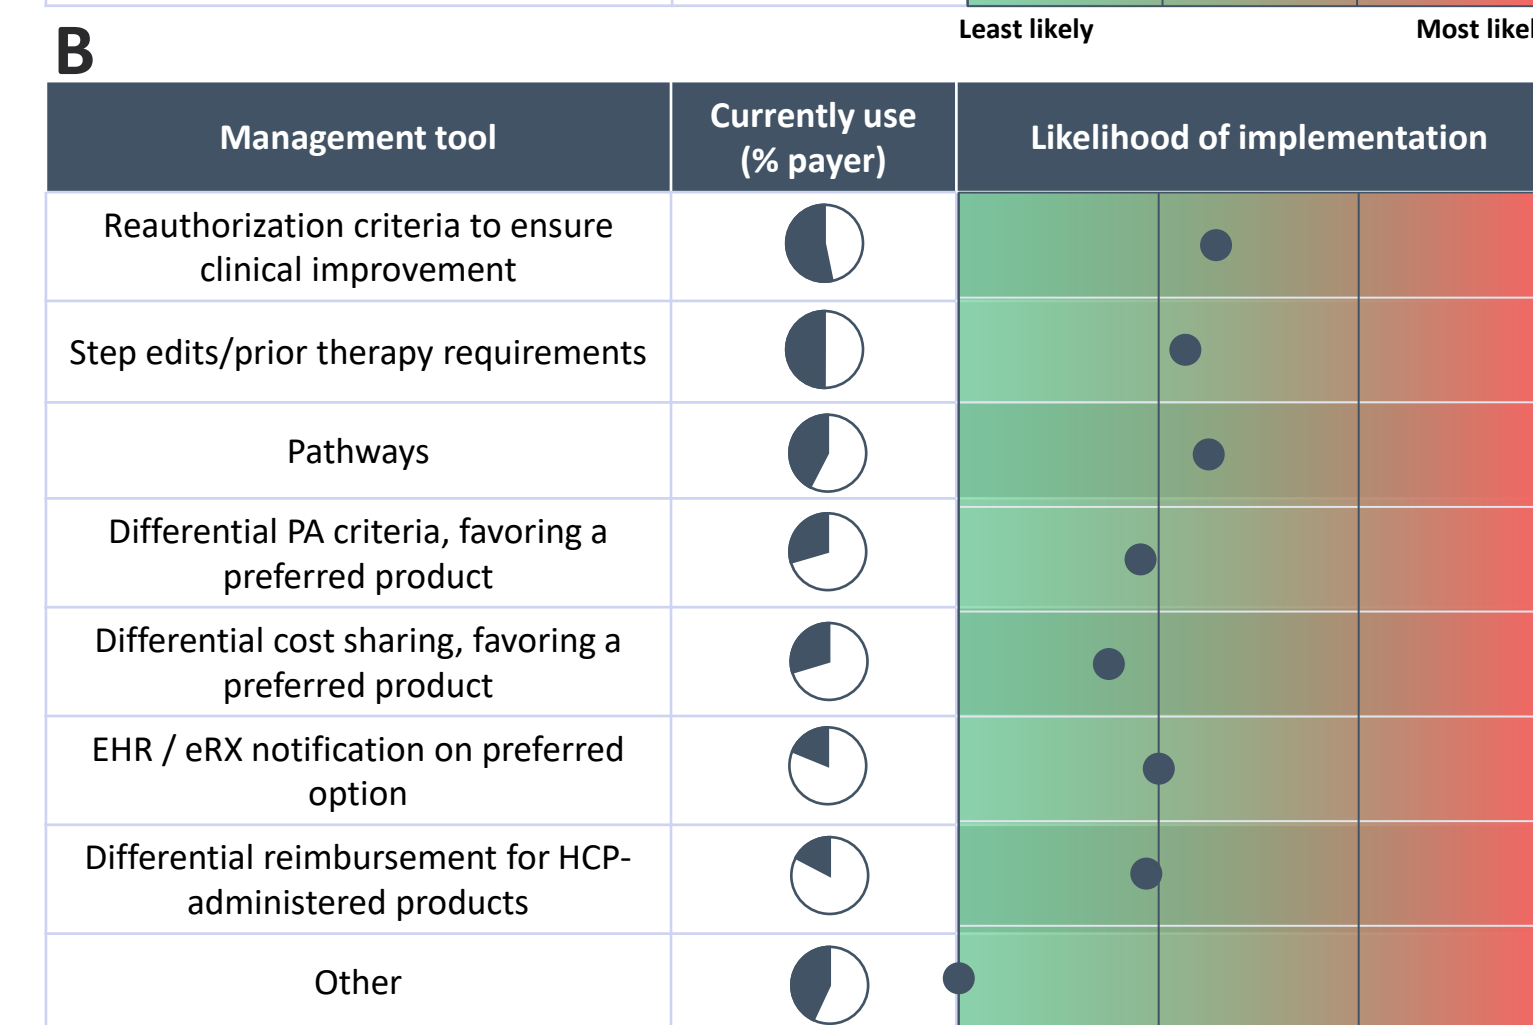 Least likely
Most likel
B
Management tool
Currently use
(% payer)
Likelihood of implementation
Reauthorization criteria to ensure
clinical improvement
Step edits/prior therapy requirements
Pathways
Differential PA criteria, favoring a
preferred product
Differential cost sharing, favoring a
preferred product
EHR / eRX notification on preferred
option
Differential reimbursement for HCP-
administered products
Other